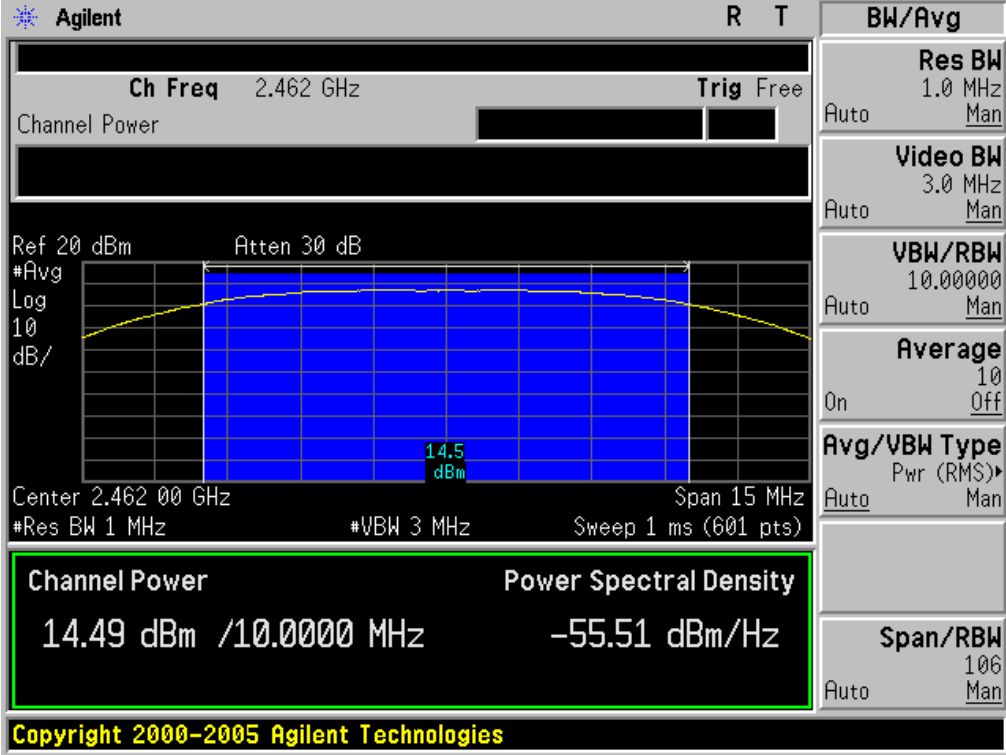 Agilent R T BW/Avg
Ch Freq 2.462 GHz Trig Free
Channel Power
Res BW
1.0 MHz
Auto Man
Video BW
3.0 MHz
Auto Man
VBW/RBW
10.00000
Auto Man
Average
10
On Off
Avg/VBW Type
Pwr (RMS)▸
Auto Man
Span/RBW
106
Auto Man
Ref 20 dBm Atten 30 dB
#Avg
Log
10
dB/
14.5
dBm
Center 2.462 00 GHz Span 15 MHz
#Res BW 1 MHz #VBW 3 MHz Sweep 1 ms (601 pts)
Channel Power Power Spectral Density
14.49 dBm /10.0000 MHz -55.51 dBm/Hz
Copyright 2000-2005 Agilent Technologies